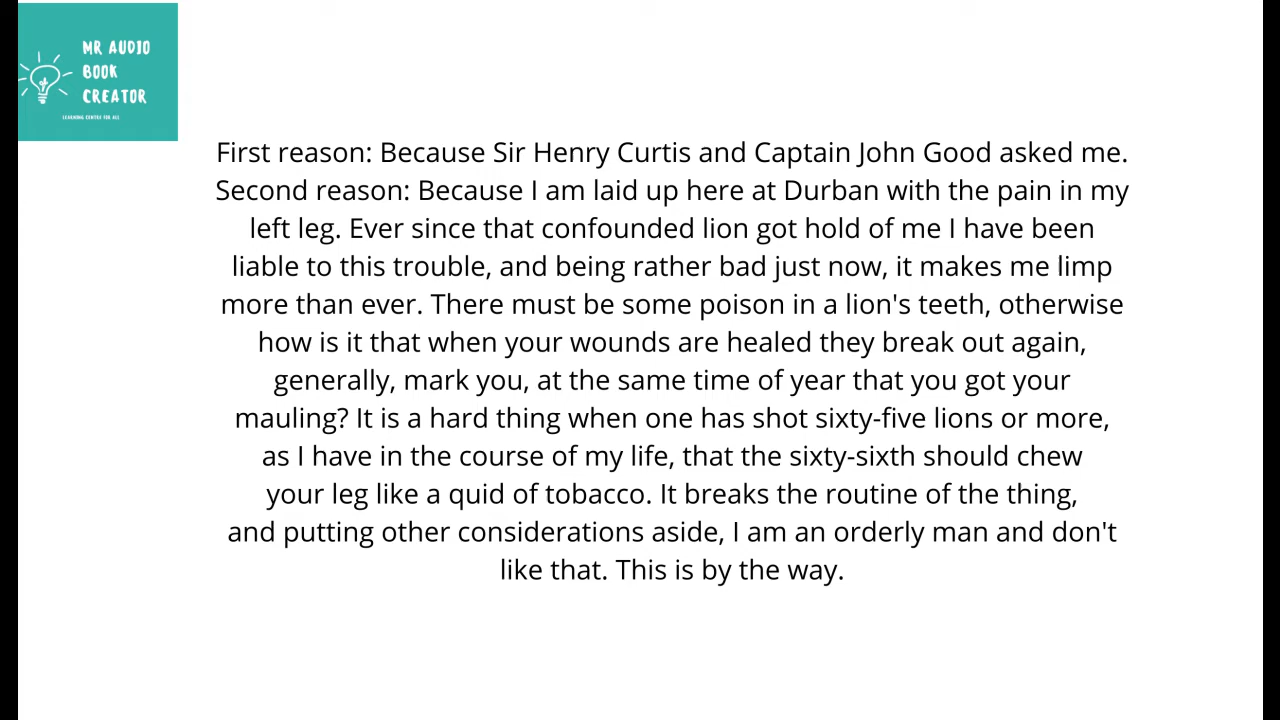 MR AUDIO
BOOK
CREATOR
LEARNING CENTRE FOR ALL
First reason: Because Sir Henry Curtis and Captain John Good asked me.
Second reason: Because I am laid up here at Durban with the pain in my
left leg. Ever since that confounded lion got hold of me I have been
liable to this trouble, and being rather bad just now, it makes me limp
more than ever. There must be some poison in a lion's teeth, otherwise
how is it that when your wounds are healed they break out again,
generally, mark you, at the same time of year that you got your
mauling? It is a hard thing when one has shot sixty-five lions or more,
as I have in the course of my life, that the sixty-sixth should chew
your leg like a quid of tobacco. It breaks the routine of the thing,
and putting other considerations aside, I am an orderly man and don't
like that. This is by the way.